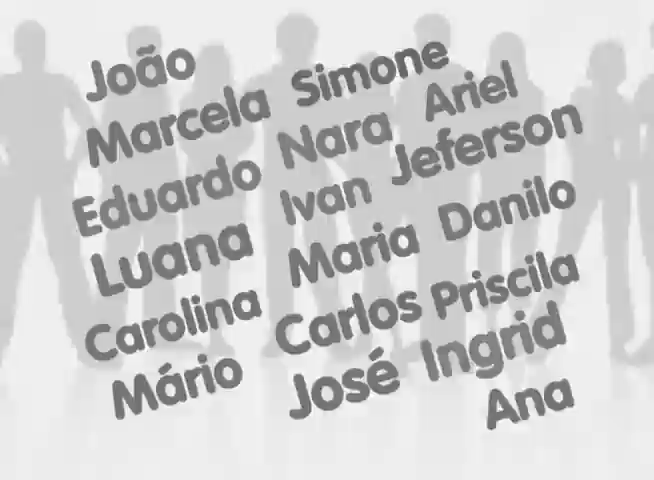 João
Marcela Simone
Eduardo Nara Ariel
Luana Ivan Jeferson
Carolina Maria Danilo
Mário Carlos Priscila
José Ingrid
Ana